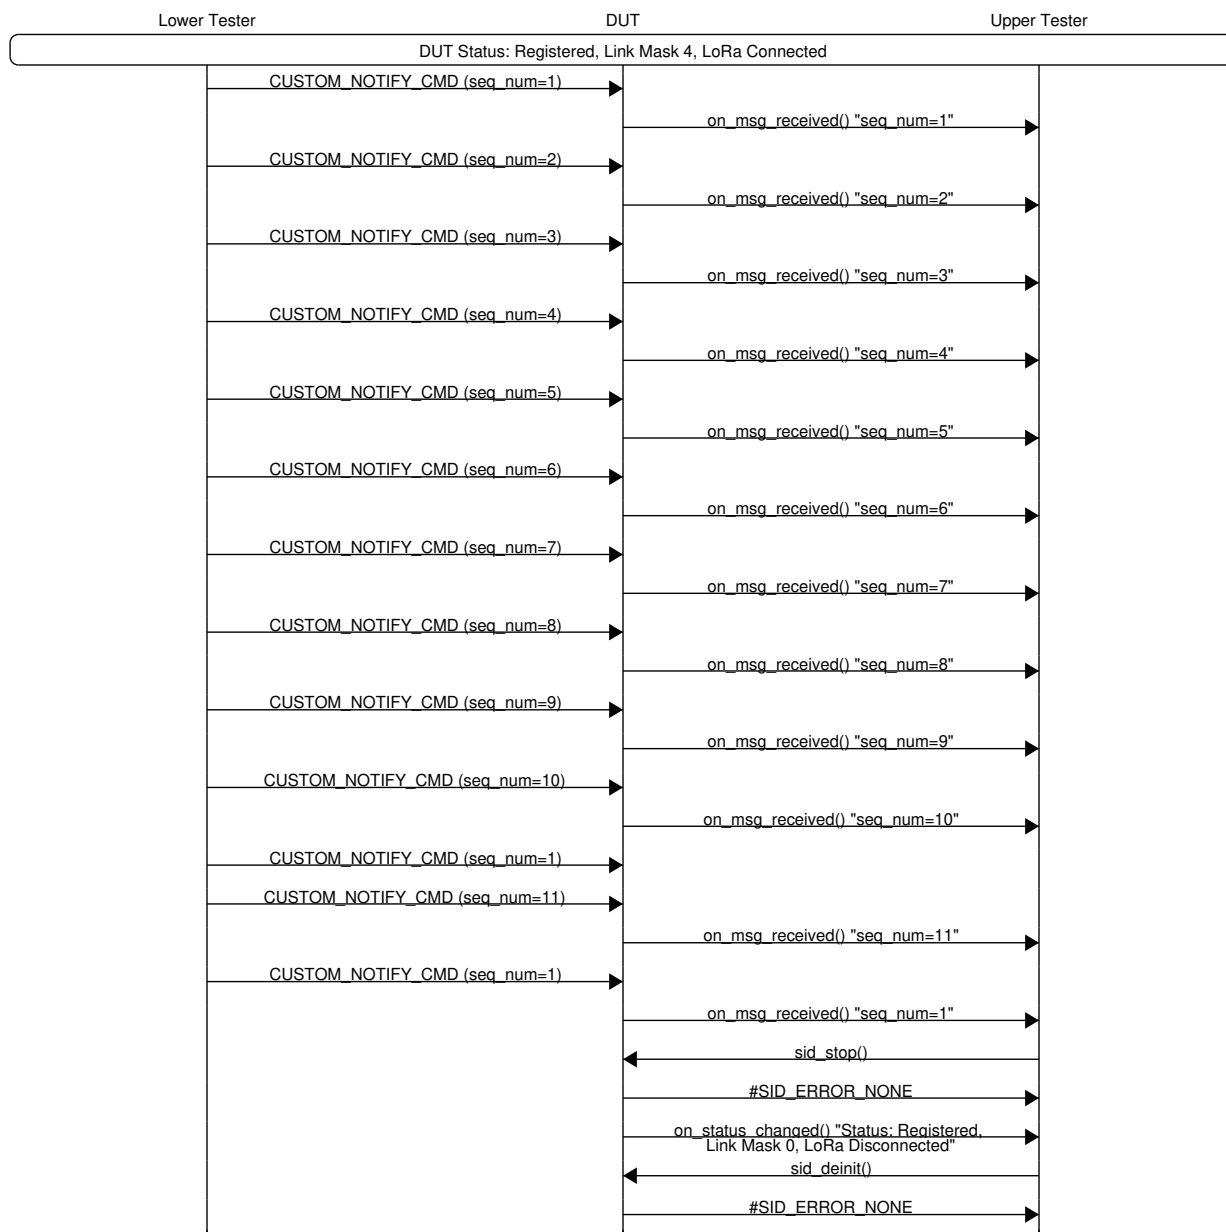 Lower Tester DUT Upper Tester
DUT Status: Registered, Link Mask 4, LoRa Connected
CUSTOM_NOTIFY_CMD (seq_num=1)
on_msg_received() "seq_num=1"
CUSTOM_NOTIFY_CMD (seq_num=2)
on_msg_received() "seq_num=2"
CUSTOM_NOTIFY_CMD (seq_num=3)
on_msg_received() "seq_num=3"
CUSTOM_NOTIFY_CMD (seq_num=4)
on_msg_received() "seq_num=4"
CUSTOM_NOTIFY_CMD (seq_num=5)
on_msg_received() "seq_num=5"
CUSTOM_NOTIFY_CMD (seq_num=6)
on_msg_received() "seq_num=6"
CUSTOM_NOTIFY_CMD (seq_num=7)
on_msg_received() "seq_num=7"
CUSTOM_NOTIFY_CMD (seq_num=8)
on_msg_received() "seq_num=8"
CUSTOM_NOTIFY_CMD (seq_num=9)
on_msg_received() "seq_num=9"
CUSTOM_NOTIFY_CMD (seq_num=10)
on_msg_received() "seq_num=10"
CUSTOM_NOTIFY_CMD (seq_num=1)
CUSTOM_NOTIFY_CMD (seq_num=11)
on_msg_received() "seq_num=11"
CUSTOM_NOTIFY_CMD (seq_num=1)
on_msg_received() "seq_num=1"
sid_stop()
#SID_ERROR_NONE
on_status_changed() "Status: Registered,
Link Mask 0, LoRa Disconnected"
sid_deinit()
#SID_ERROR_NONE